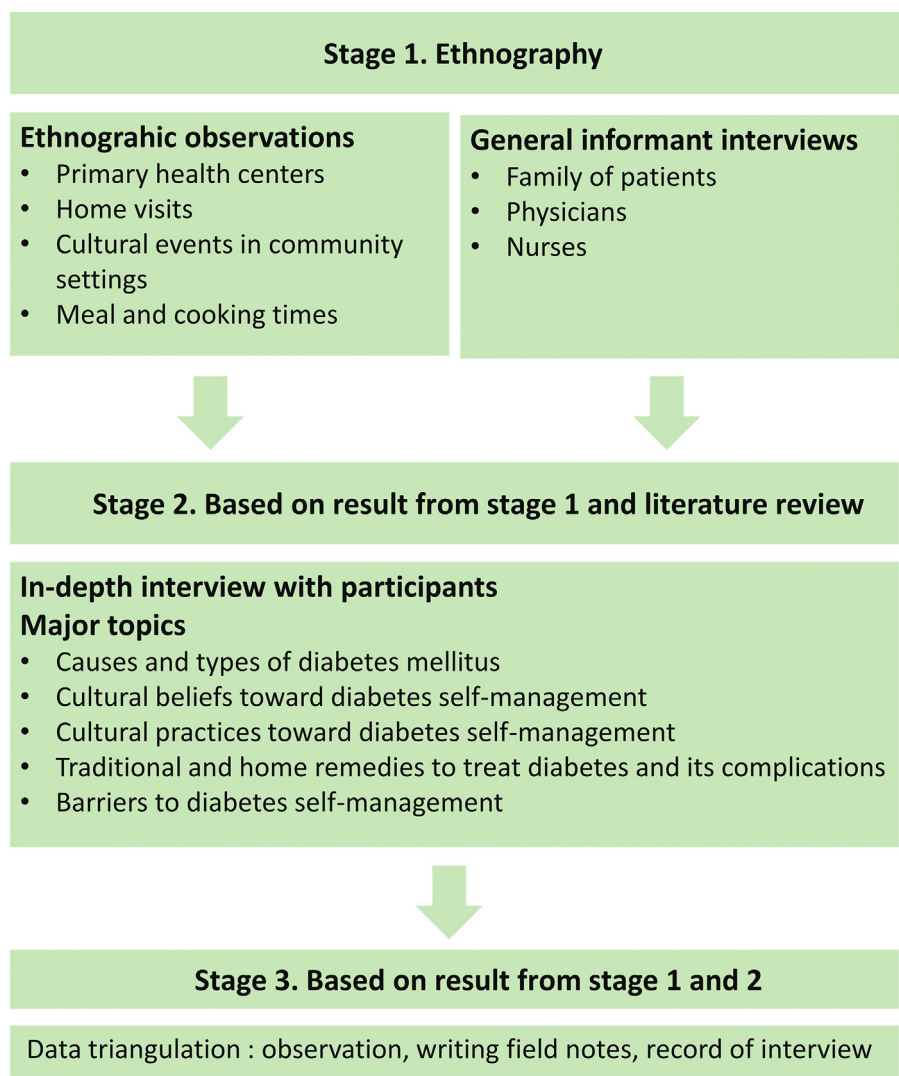 Stage 1. Ethnography
Ethnograhic observations
• Primary health centers
• Home visits
• Cultural events in community
settings
• Meal and cooking times
General informant interviews
• Family of patients
• Physicians
• Nurses
Stage 2. Based on result from stage 1 and literature review
In-depth interview with participants
Major topics
• Causes and types of diabetes mellitus
• Cultural beliefs toward diabetes self-management
• Cultural practices toward diabetes self-management
• Traditional and home remedies to treat diabetes and its complications
• Barriers to diabetes self-management
Stage 3. Based on result from stage 1 and 2
Data triangulation : observation, writing field notes, record of interview